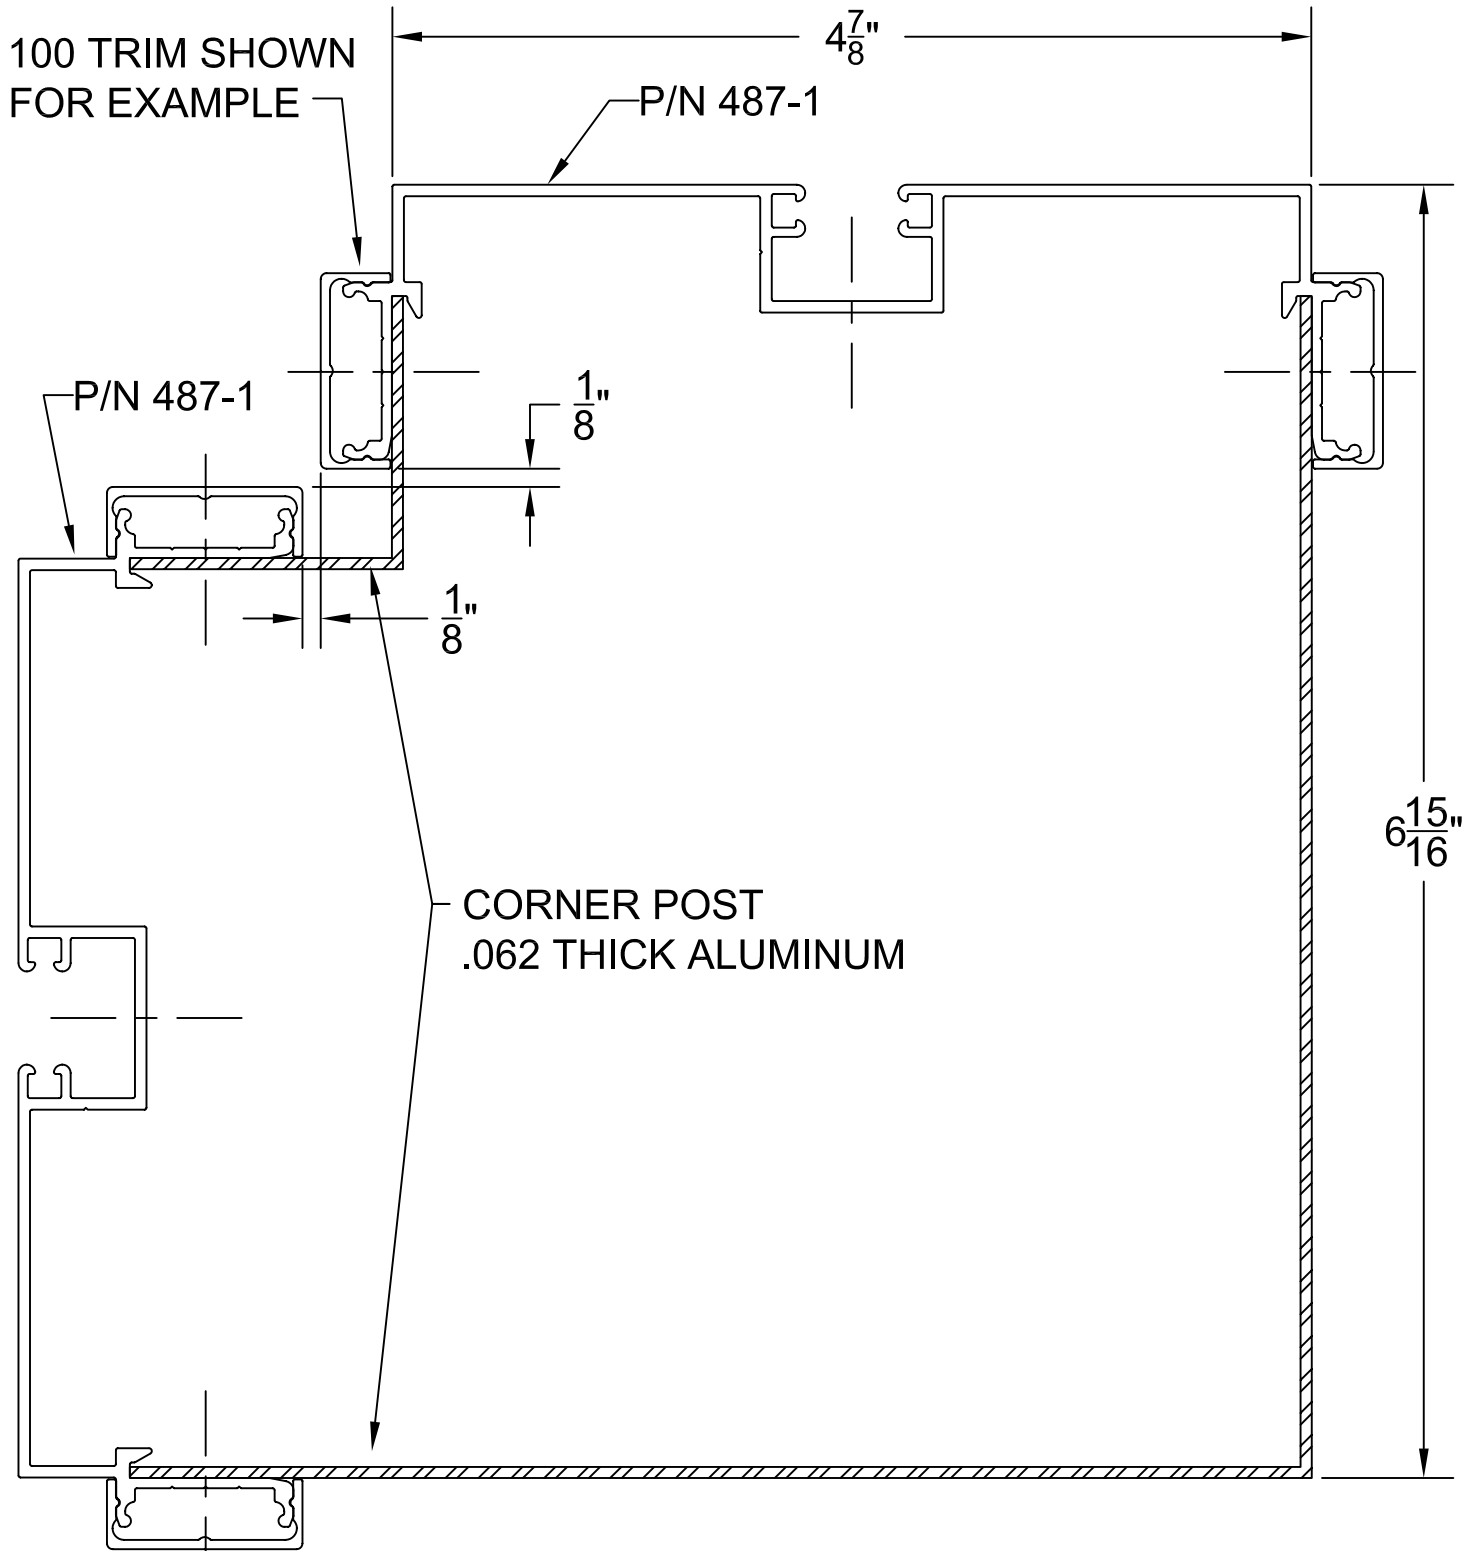 4 7/8"
100 TRIM SHOWN
FOR EXAMPLE
P/N 487-1
P/N 487-1
1/8"
1/8"
6 15/16"
CORNER POST
.062 THICK ALUMINUM